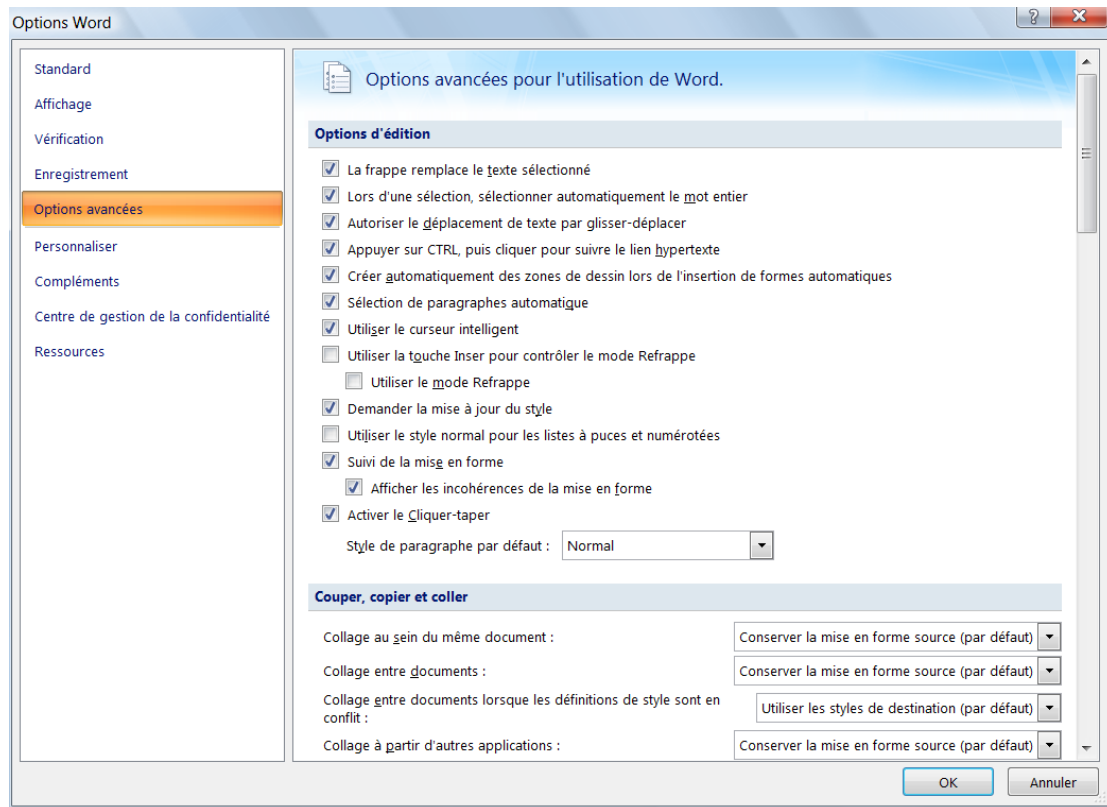 Options Word
Standard
Affichage
Vérification
Enregistrement
Options avancées
Personnaliser
Compléments
Centre de gestion de la confidentialité
Ressources
Options avancées pour l'utilisation de Word.
Options d'édition
La frappe remplace le texte sélectionné
Lors d'une sélection, sélectionner automatiquement le mot entier
Autoriser le déplacement de texte par glisser-déplacer
Appuyer sur CTRL, puis cliquer pour suivre le lien hypertexte
Créer automatiquement des zones de dessin lors de l'insertion de formes automatiques
Sélection de paragraphes automatique
Utiliser le curseur intelligent
Utiliser la touche Inser pour contrôler le mode Refrappe
Utiliser le mode Refrappe
Demander la mise à jour du style
Utiliser le style normal pour les listes à puces et numérotées
Suivi de la mise en forme
Afficher les incohérences de la mise en forme
Activer le Cliquer-taper
Style de paragraphe par défaut : Normal
Couper, copier et coller
Collage au sein du même document : Conserver la mise en forme source (par défaut)
Collage entre documents : Conserver la mise en forme source (par défaut)
Collage entre documents lorsque les définitions de style sont en
conflit : Utiliser les styles de destination (par défaut)
Collage à partir d'autres applications : Conserver la mise en forme source (par défaut)
OK Annuler